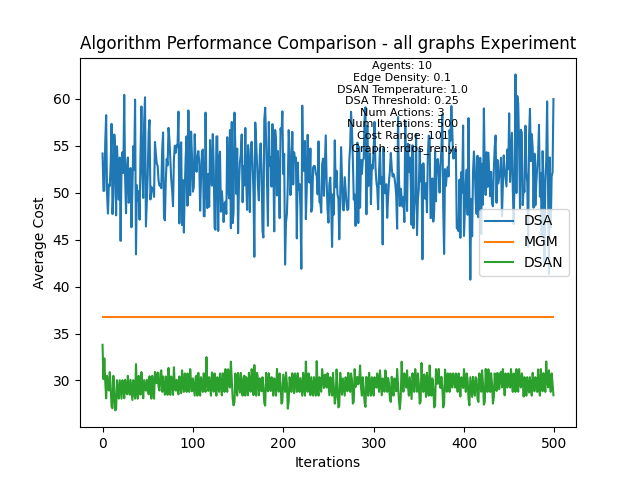 Algorithm Performance Comparison - all graphs Experiment
Agents: 10
Edge Density: 0.1
DSAN Temperature: 1.0
DSA Threshold: 0.25
Num Actions: 3
Num Iterations: 500
Cost Range: 101
Graph: erdos_renyi
60
55
50
45
40
35
30
Average Cost
DSA
MGM
DSAN
0
100
200
300
400
500
Iterations